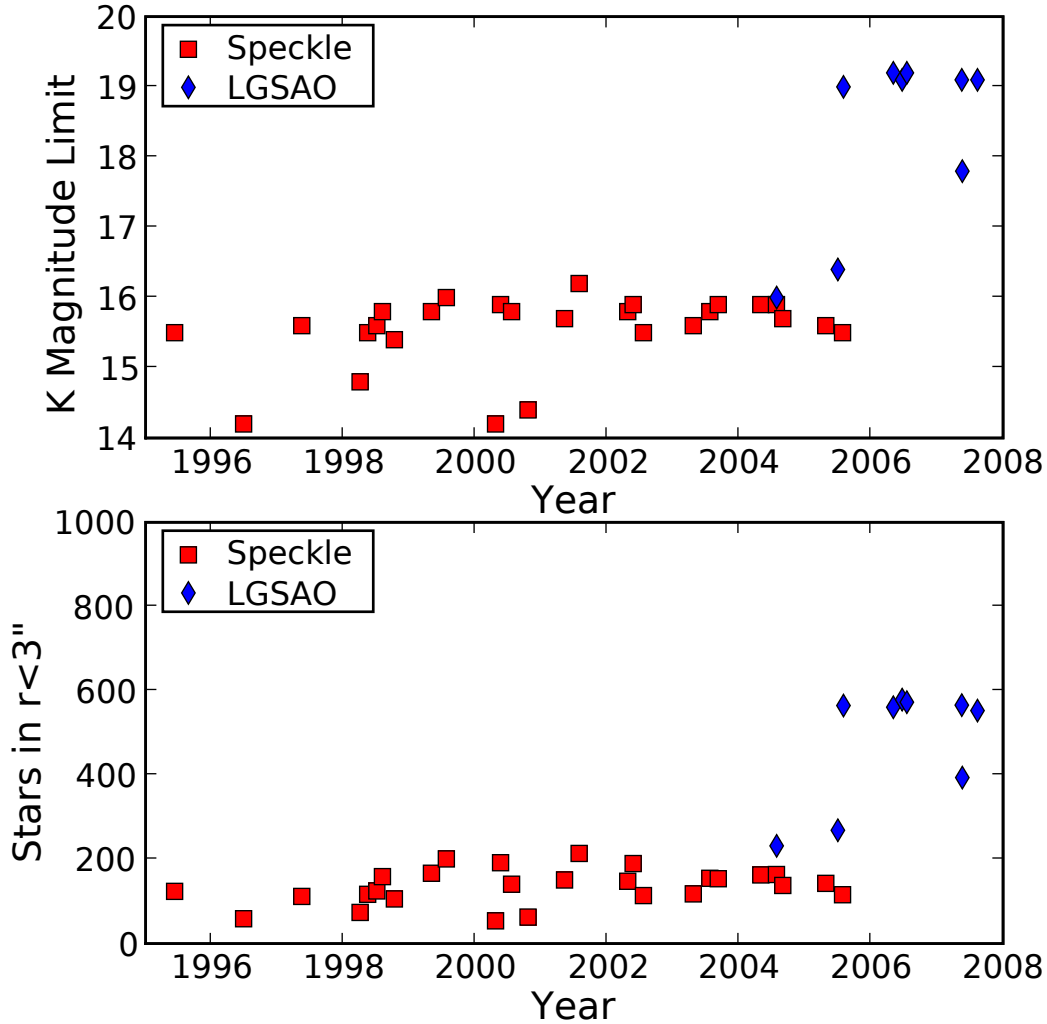 20
19
18
17
16
15
14
K Magnitude Limit
Speckle
LGSAO
1996 1998 2000 2002 2004 2006 2008
Year
1000
800
600
400
200
0
Stars in r<3"
Speckle
LGSAO
1996 1998 2000 2002 2004 2006 2008
Year